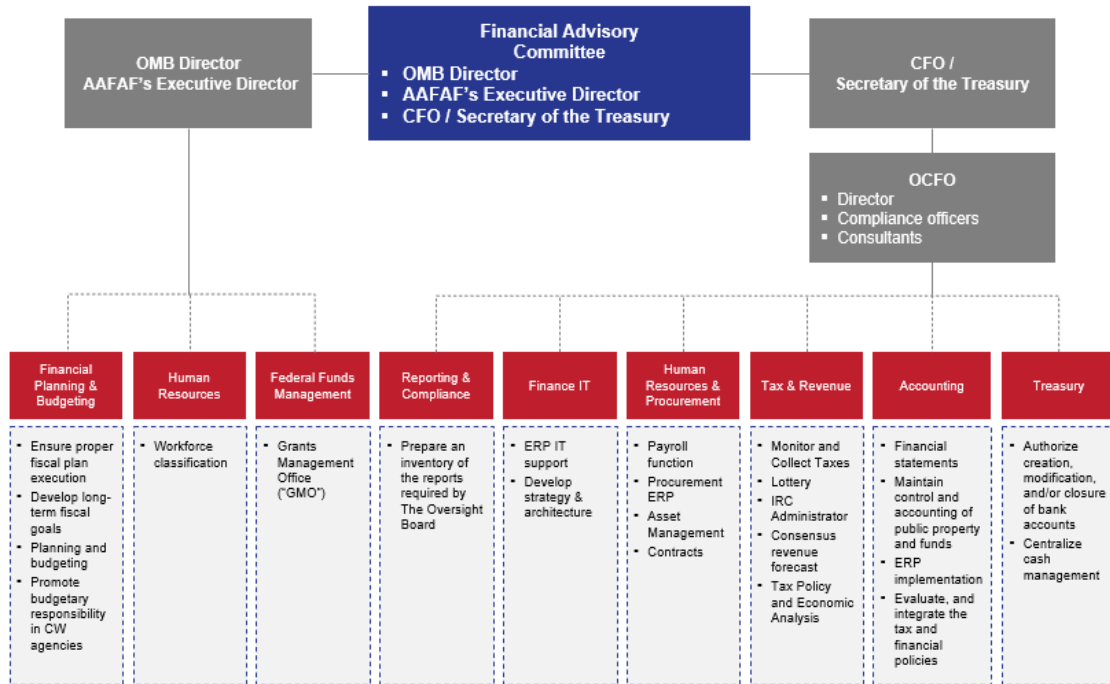 OMB Director
AAFAF's Executive Director
Financial Advisory
Committee
▪ OMB Director
▪ AAFAF's Executive Director
▪ CFO / Secretary of the Treasury
CFO /
Secretary of the Treasury
OCFO
▪ Director
▪ Compliance officers
▪ Consultants
Financial
Planning &
Budgeting
▪ Ensure proper
fiscal plan
execution
▪ Develop long-
term fiscal
goals
▪ Planning and
budgeting
▪ Promote
budgetary
responsibility
in CW
agencies
Human
Resources
▪ Workforce
classification
Federal Funds
Management
▪ Grants
Management
Office
("GMO")
Reporting &
Compliance
▪ Prepare an
inventory of
the reports
required by
The Oversight
Board
Finance IT
▪ ERP IT
support
▪ Develop
strategy &
architecture
Human
Resources &
Procurement
▪ Payroll
function
▪ Procurement
ERP
▪ Asset
Management
▪ Contracts
Tax & Revenue
▪ Monitor and
Collect Taxes
▪ Lottery
▪ IRC
Administrator
▪ Consensus
revenue
forecast
▪ Tax Policy
and Economic
Analysis
Accounting
▪ Financial
statements
▪ Maintain
control and
accounting of
public property
and funds
▪ ERP
implementation
▪ Evaluate, and
integrate the
tax and
financial
policies
Treasury
▪ Authorize
creation,
modification,
and/or closure
of bank
accounts
▪ Centralize
cash
management